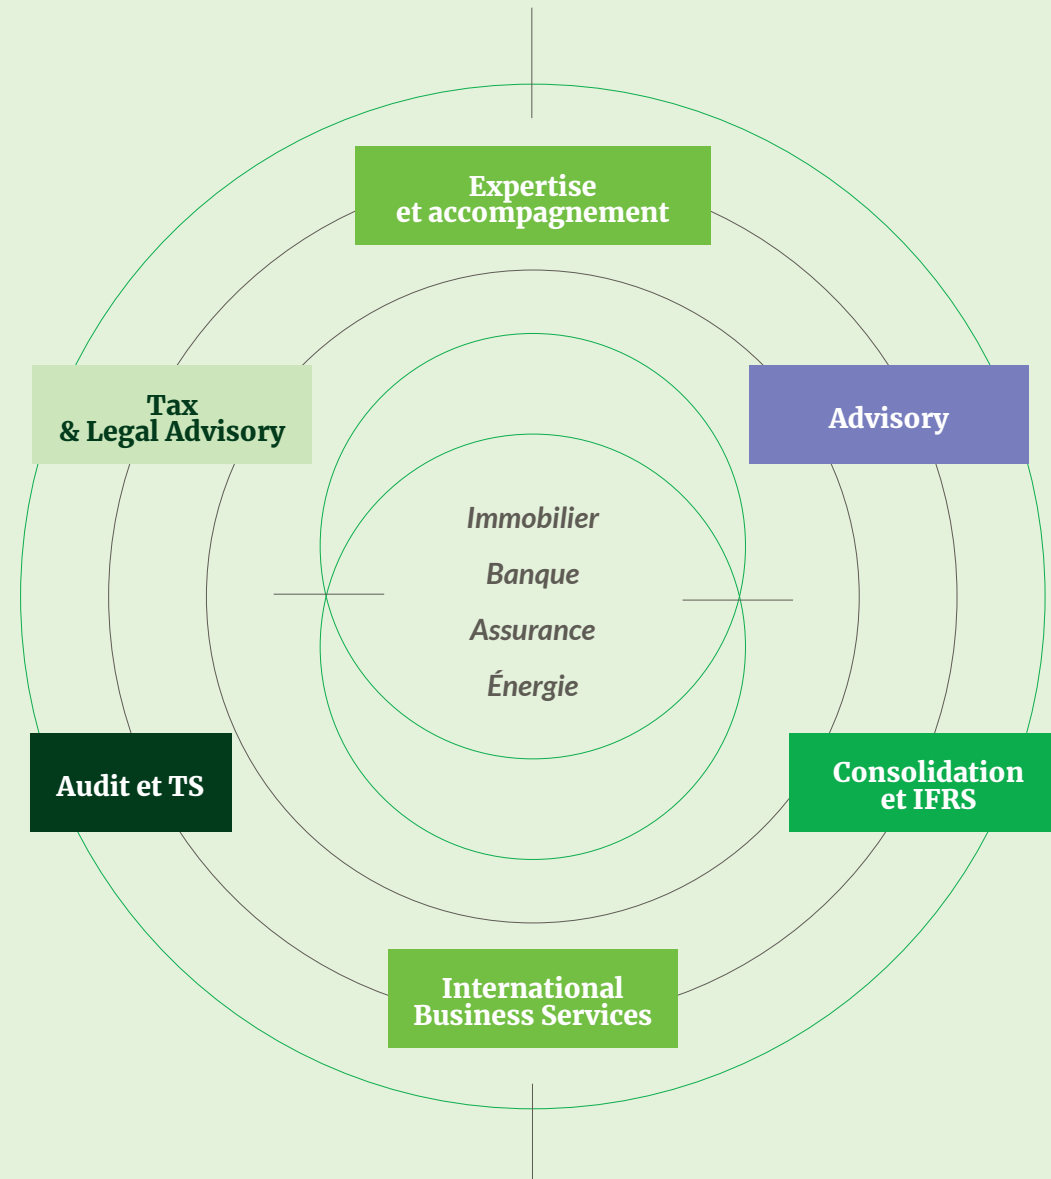 Expertise
et accompagnement
Tax
& Legal Advisory
Advisory
Immobilier
Banque
Assurance
Énergie
Audit et TS
Consolidation
et IFRS
International
Business Services